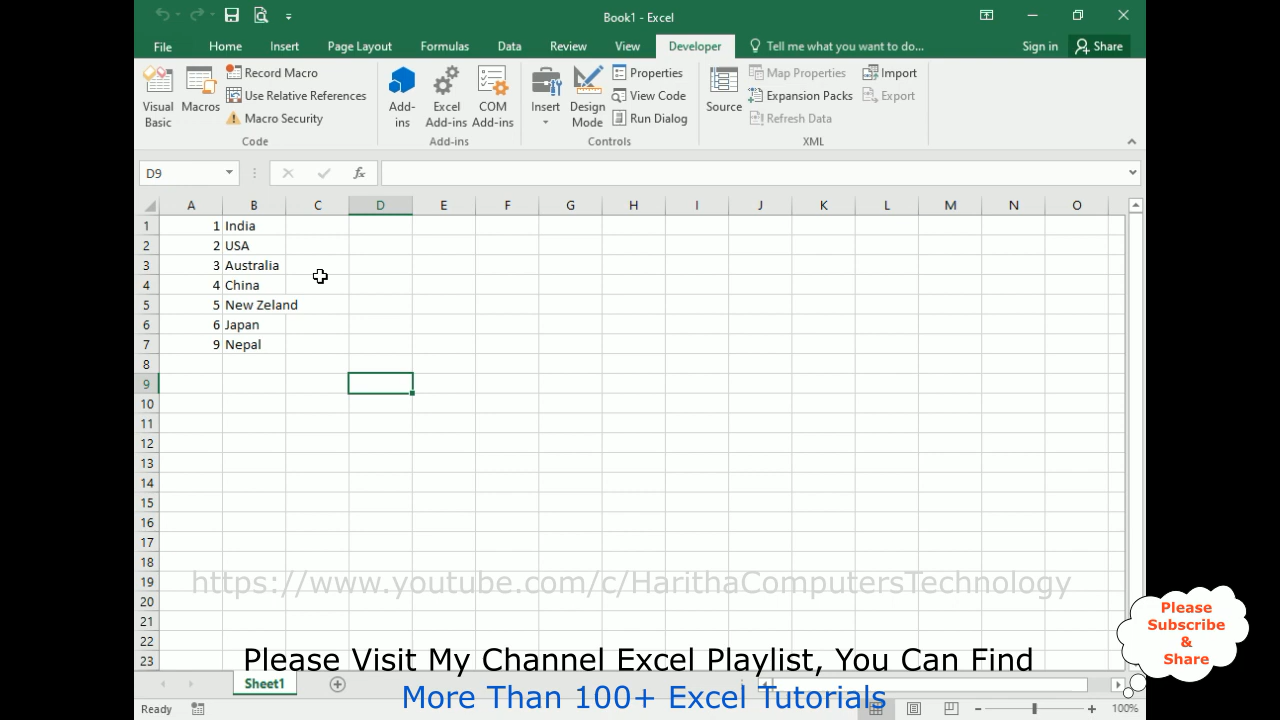 Book1 - Excel
File Home Insert Page Layout Formulas Data Review View Developer Tell me what you want to do... Sign in Share
Visual Basic
Macros
Record Macro
Use Relative References
Macro Security
Code
Add-ins
Excel Add-ins
COM Add-ins
Add-ins
Insert
Design Mode
Properties
View Code
Run Dialog
Controls
Source
Map Properties
Expansion Packs
Refresh Data
Import
Export
XML
D9 fx
A B C D E F G H I J K L M N O
1 1 India
2 2 USA
3 3 Australia
4 4 China
5 5 New Zeland
6 6 Japan
7 9 Nepal
8
9
10
11
12
13
14
15
16
17
18
19
20
21
22
23
https://www.youtube.com/c/HarithaComputersTechnology
Please
Subscribe
&
Share
Please Visit My Channel Excel Playlist, You Can Find
Sheet1
More Than 100+ Excel Tutorials
Ready 100%